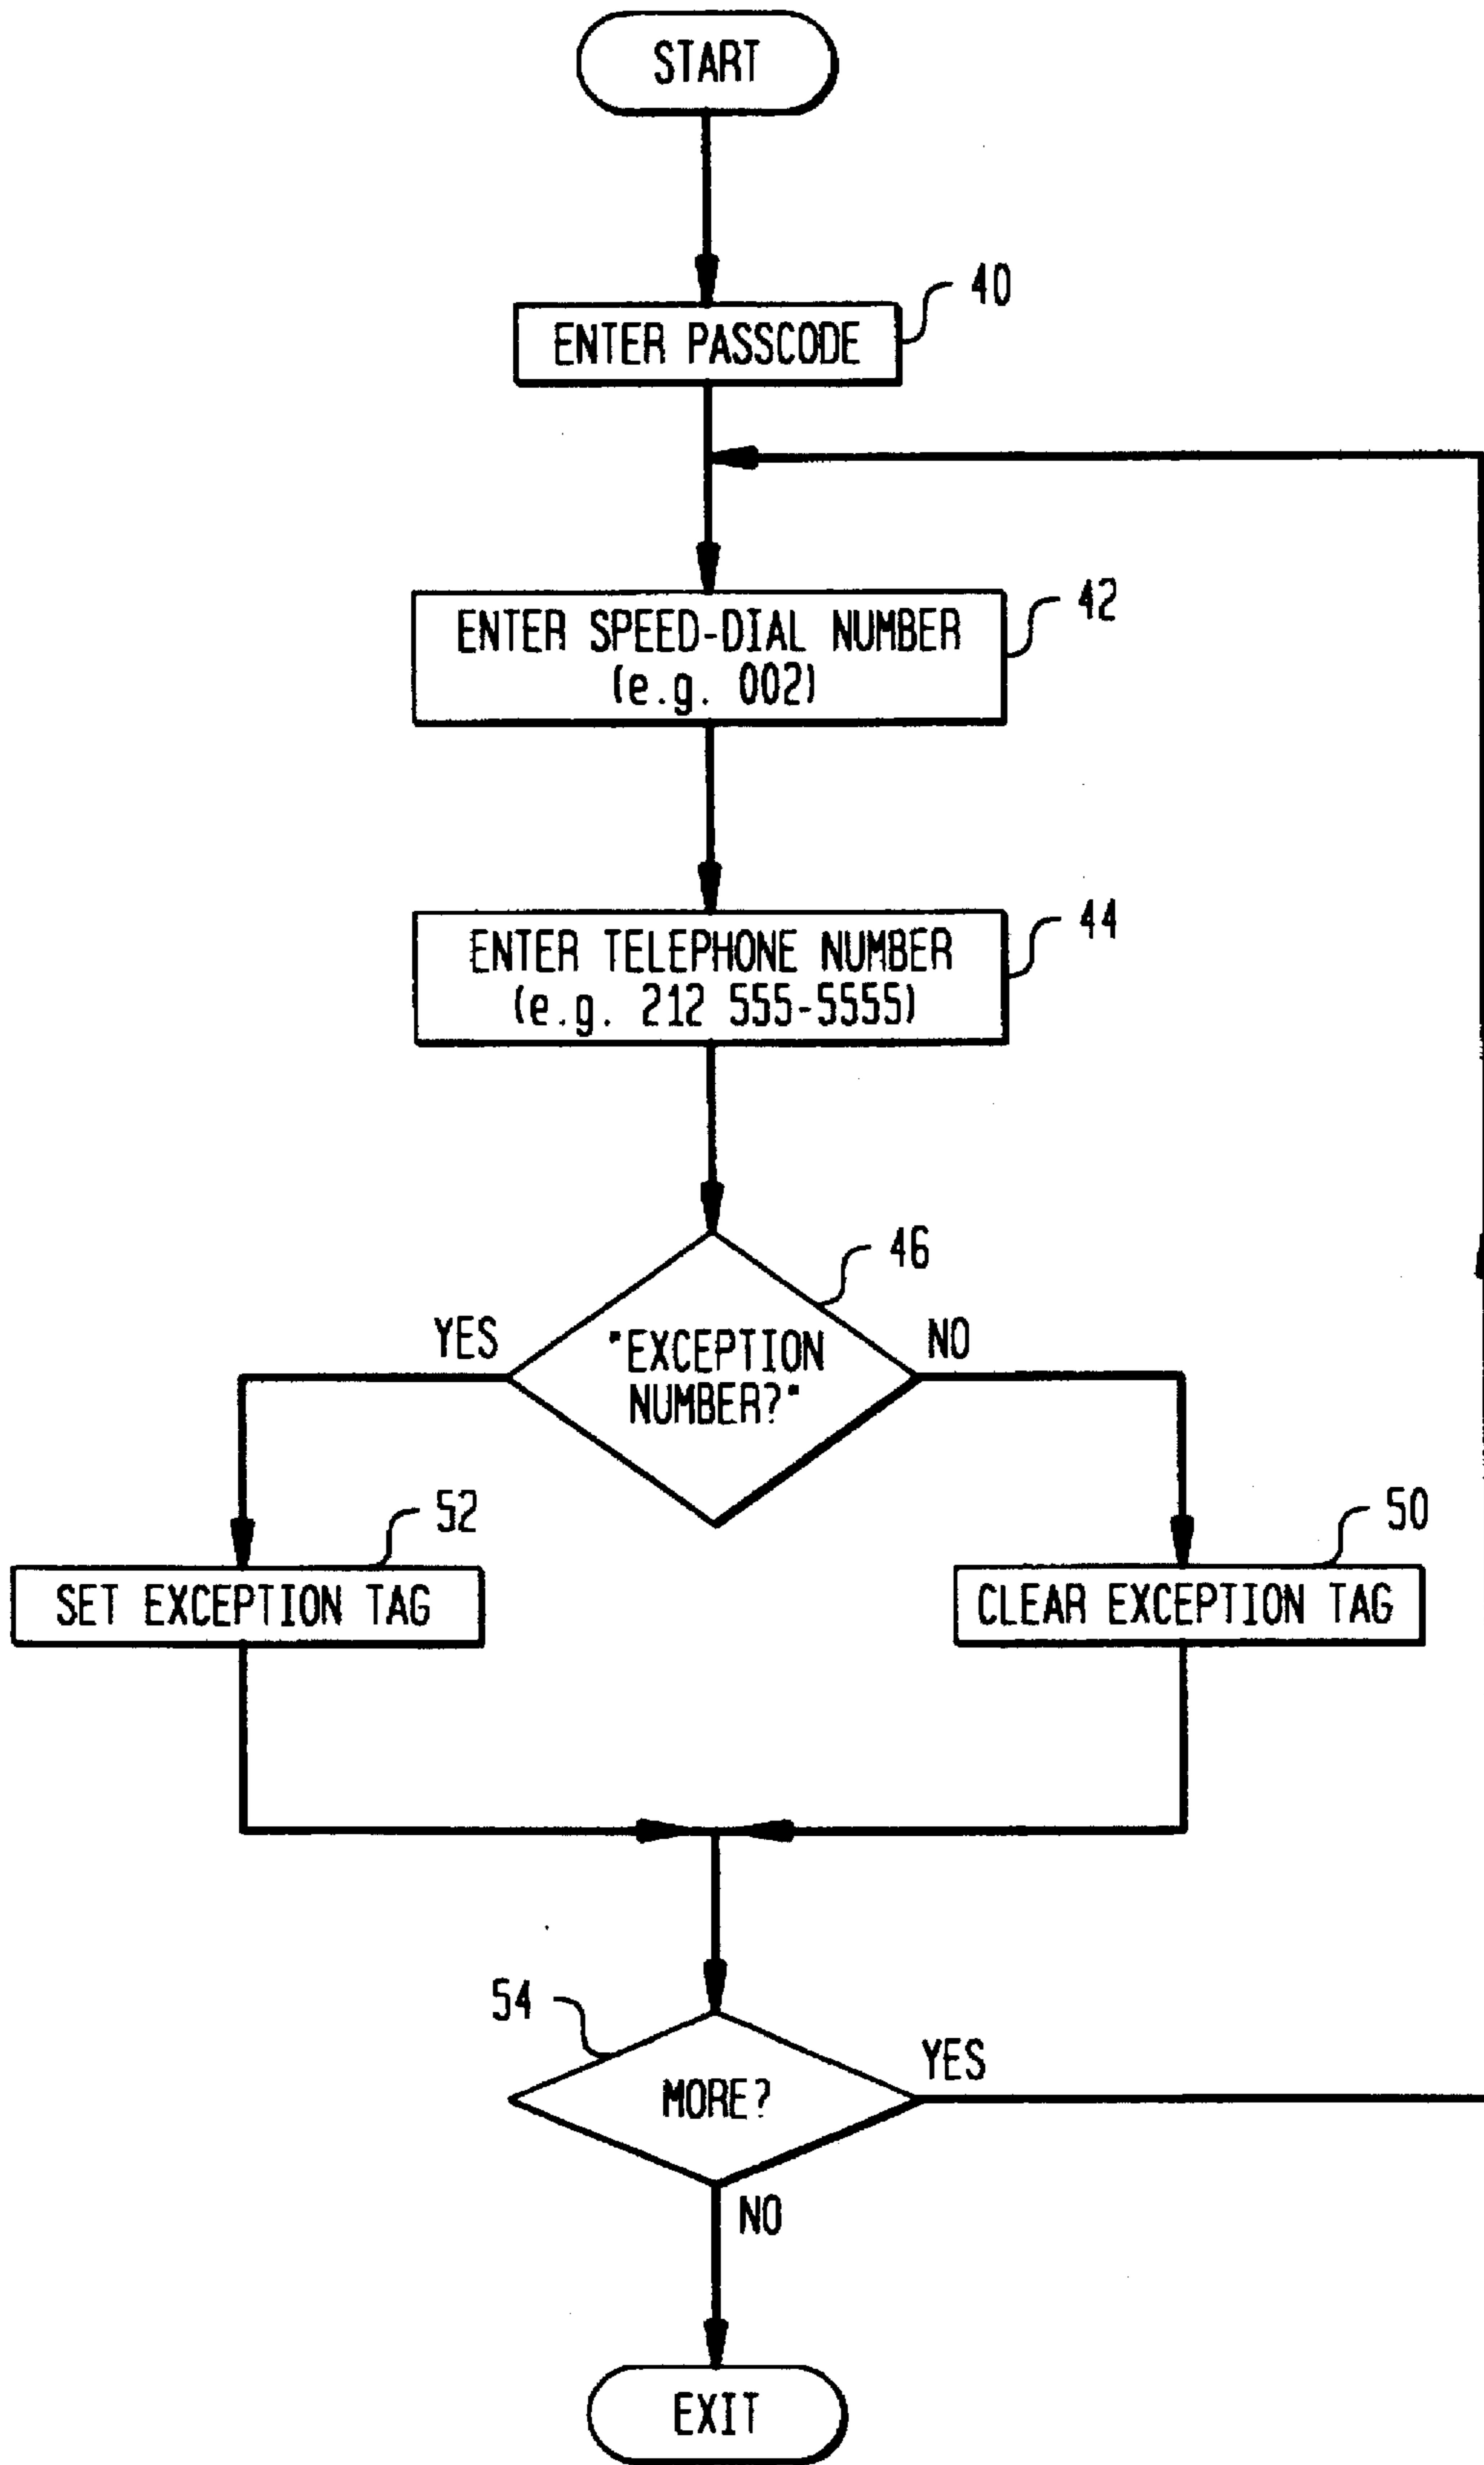 START
40
ENTER PASSCODE
42
ENTER SPEED-DIAL NUMBER
(e.g. 002)
44
ENTER TELEPHONE NUMBER
(e.g. 212 555-5555)
46
YES
"EXCEPTION
NUMBER?"
NO
52
SET EXCEPTION TAG
50
CLEAR EXCEPTION TAG
54
MORE?
YES
NO
EXIT